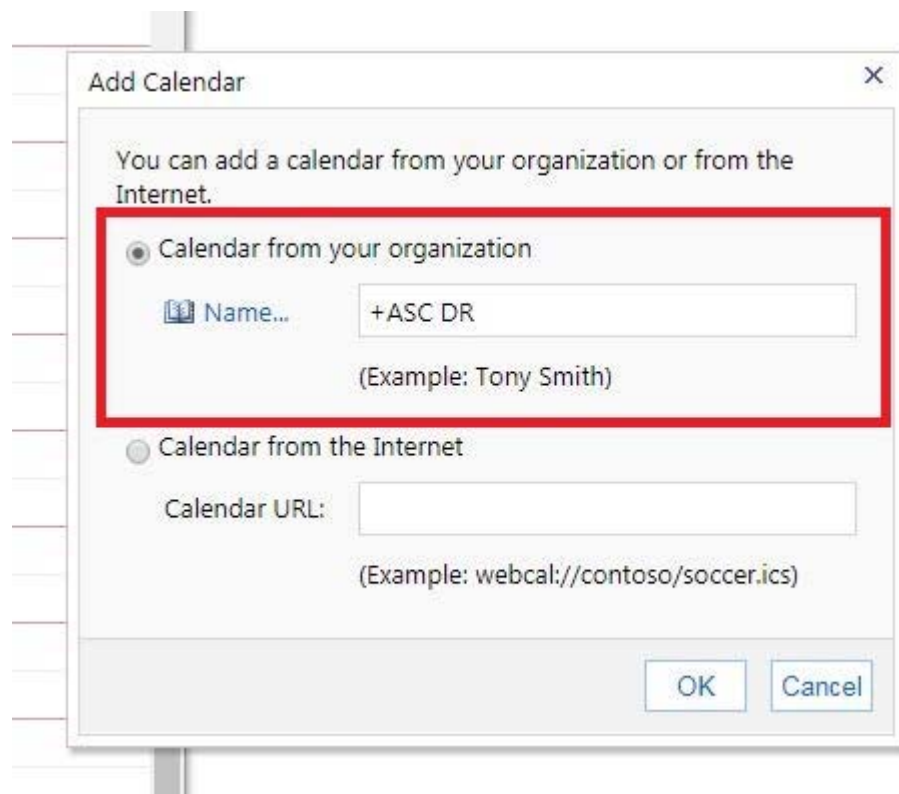 Add Calendar
You can add a calendar from your organization or from the
Internet.
Calendar from your organization
Name... +ASC DR
(Example: Tony Smith)
Calendar from the Internet
Calendar URL:
(Example: webcal://contoso/soccer.ics)
OK Cancel